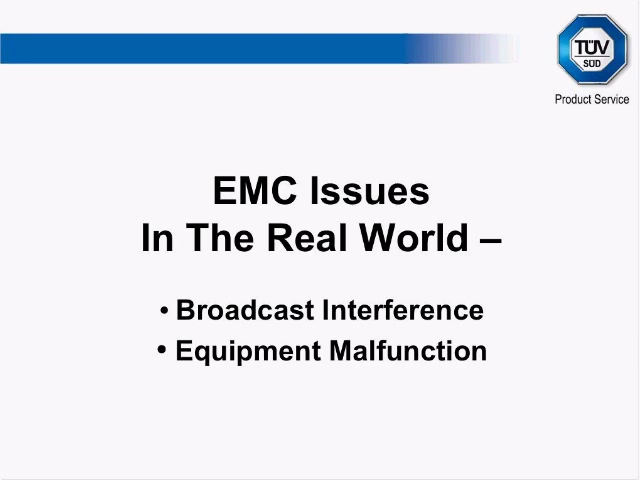 TÜV
SÜD
Product Service
EMC Issues
In The Real World –
• Broadcast Interference
• Equipment Malfunction